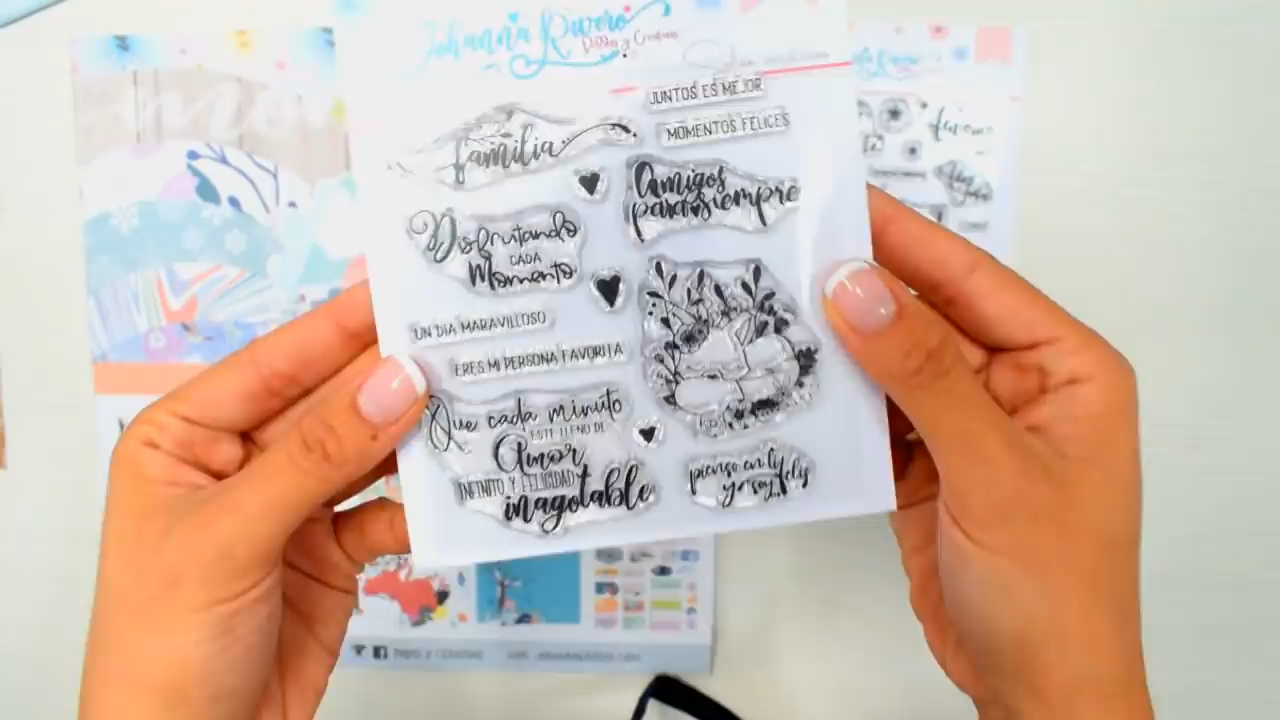 Johanna Rivero
JUNTOS ES MEJOR
MOMENTOS FELICES
familia
Amigos
para siempre
Disfrutando
CADA
Momento
UN DIA MARAVILLOSO
ERES MI PERSONA FAVORITA
Que cada minuto
ESTE LLENO DE
Amor
INFINITO Y FELICIDAD
inagotable
pienso en ti
y soy feliz